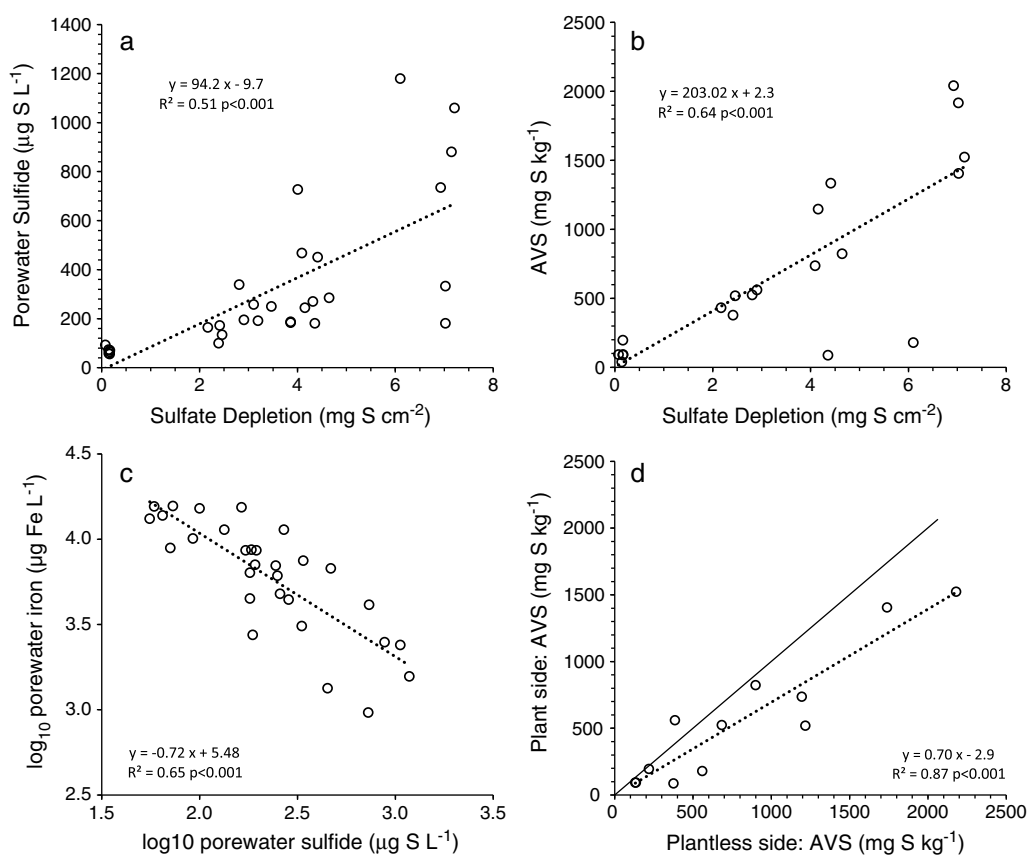 a
y = 94.2 x - 9.7
R² = 0.51 p<0.001
Porewater Sulfide (µg S L⁻¹)
1400
1200
1000
800
600
400
200
0
0 2 4 6 8
Sulfate Depletion (mg S cm⁻²)
b
y = 203.02 x + 2.3
R² = 0.64 p<0.001
AVS (mg S kg⁻¹)
2500
2000
1500
1000
500
0
0 2 4 6 8
Sulfate Depletion (mg S cm⁻²)
c
log₁₀ porewater iron (µg Fe L⁻¹)
4.5
4.0
3.5
3.0
2.5
y = -0.72 x + 5.48
R² = 0.65 p<0.001
1.5 2.0 2.5 3.0 3.5
log10 porewater sulfide (µg S L⁻¹)
d
Plant side: AVS (mg S kg⁻¹)
2500
2000
1500
1000
500
0
y = 0.70 x - 2.9
R² = 0.87 p<0.001
0 500 1000 1500 2000 2500
Plantless side: AVS (mg S kg⁻¹)